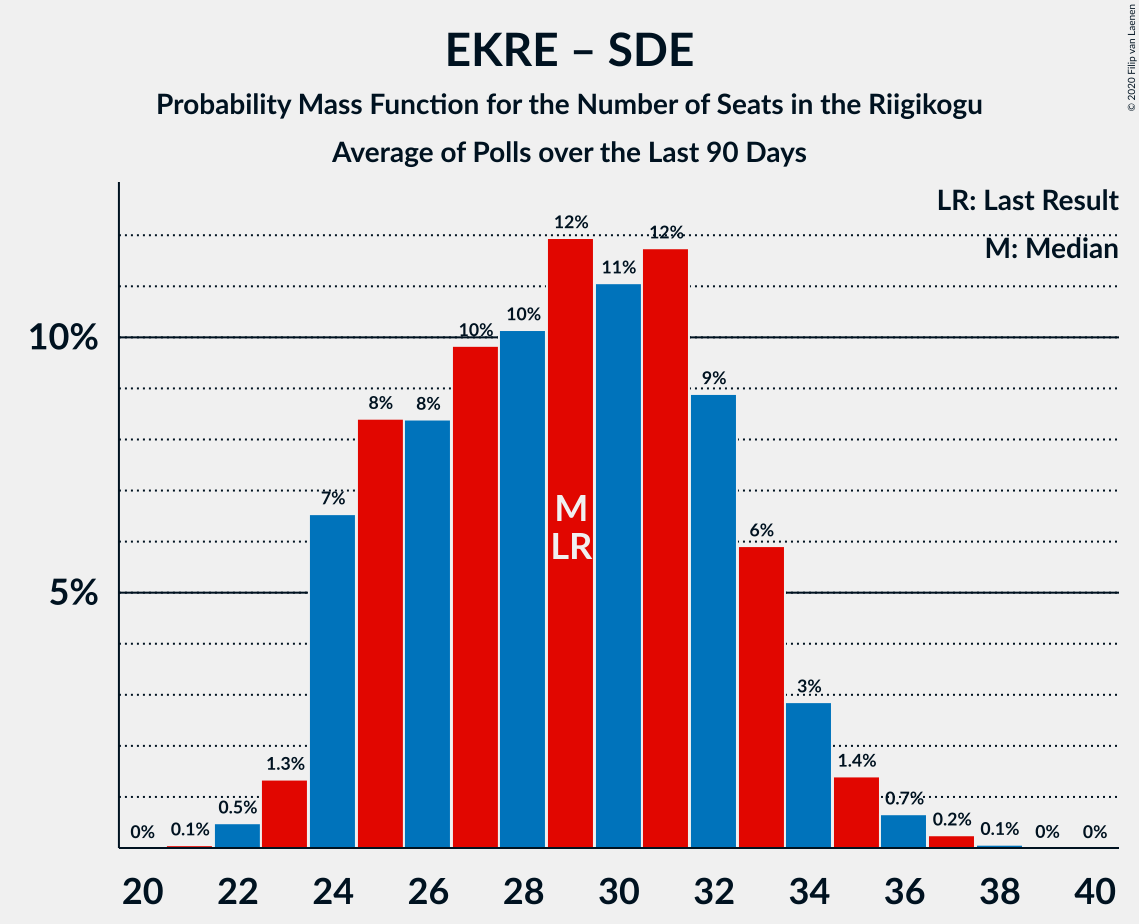 EKRE – SDE
Probability Mass Function for the Number of Seats in the Riigikogu
Average of Polls over the Last 90 Days
© 2020 Filip van Laenen
LR: Last Result
M: Median
10%
5%
0%
0.1%
0.5%
1.3%
7%
8%
8%
10%
10%
12%
11%
12%
9%
6%
3%
1.4%
0.7%
0.2%
0.1%
0%
0%
M
LR
20 22 24 26 28 30 32 34 36 38 40